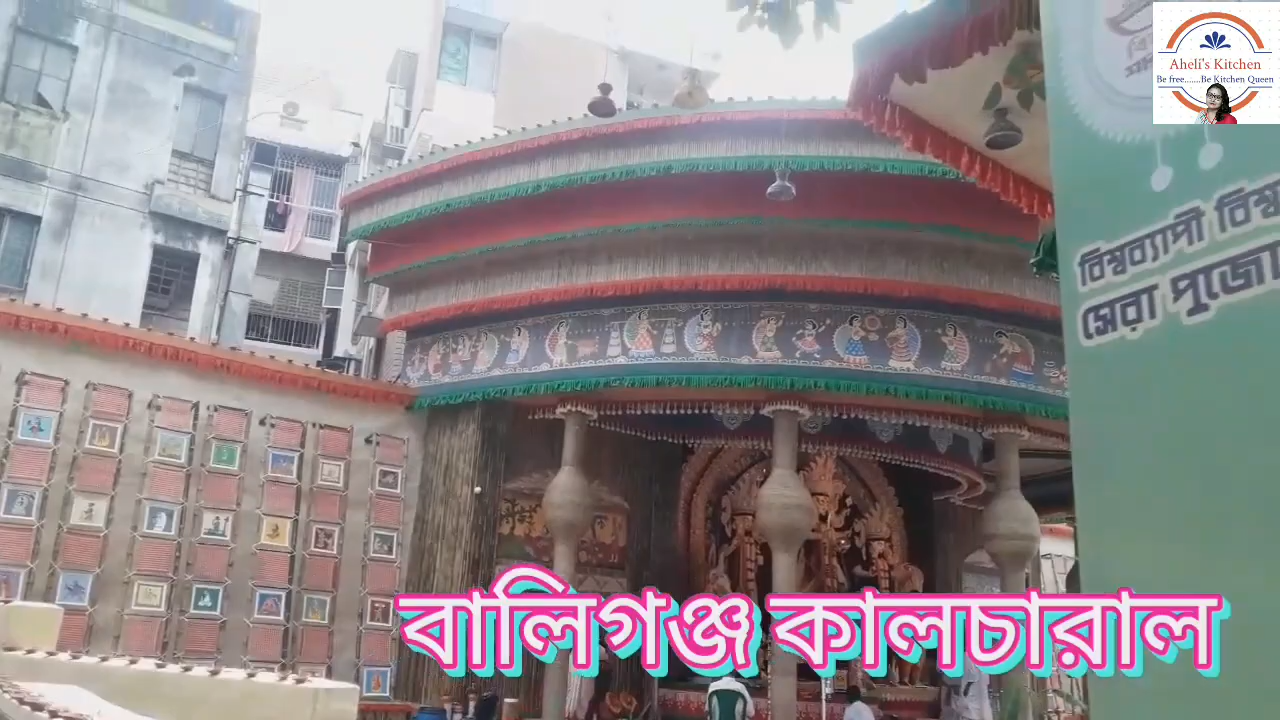 Aheli's Kitchen
Be free......Be Kitchen Queen
বিশ্বব্যাপী বিশ্ব
সেরা পুজো
বালিগঞ্জ কালচারাল